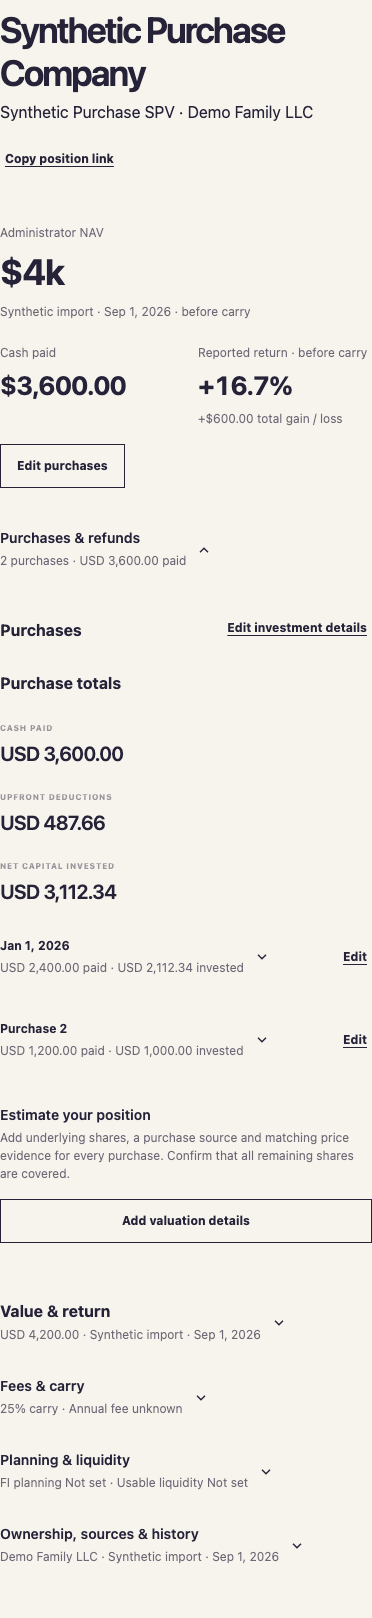 Synthetic Purchase
Company
Synthetic Purchase SPV · Demo Family LLC
Copy position link
Administrator NAV
$4k
Synthetic import · Sep 1, 2026 · before carry
Cash paid
$3,600.00
Reported return · before carry
+16.7%
+$600.00 total gain / loss
Edit purchases
Purchases & refunds
2 purchases · USD 3,600.00 paid
Purchases
Edit investment details
Purchase totals
CASH PAID
USD 3,600.00
UPFRONT DEDUCTIONS
USD 487.66
NET CAPITAL INVESTED
USD 3,112.34
Jan 1, 2026
USD 2,400.00 paid · USD 2,112.34 invested
Edit
Purchase 2
USD 1,200.00 paid · USD 1,000.00 invested
Edit
Estimate your position
Add underlying shares, a purchase source and matching price
evidence for every purchase. Confirm that all remaining shares
are covered.
Add valuation details
Value & return
USD 4,200.00 · Synthetic import · Sep 1, 2026
Fees & carry
25% carry · Annual fee unknown
Planning & liquidity
FI planning Not set · Usable liquidity Not set
Ownership, sources & history
Demo Family LLC · Synthetic import · Sep 1, 2026